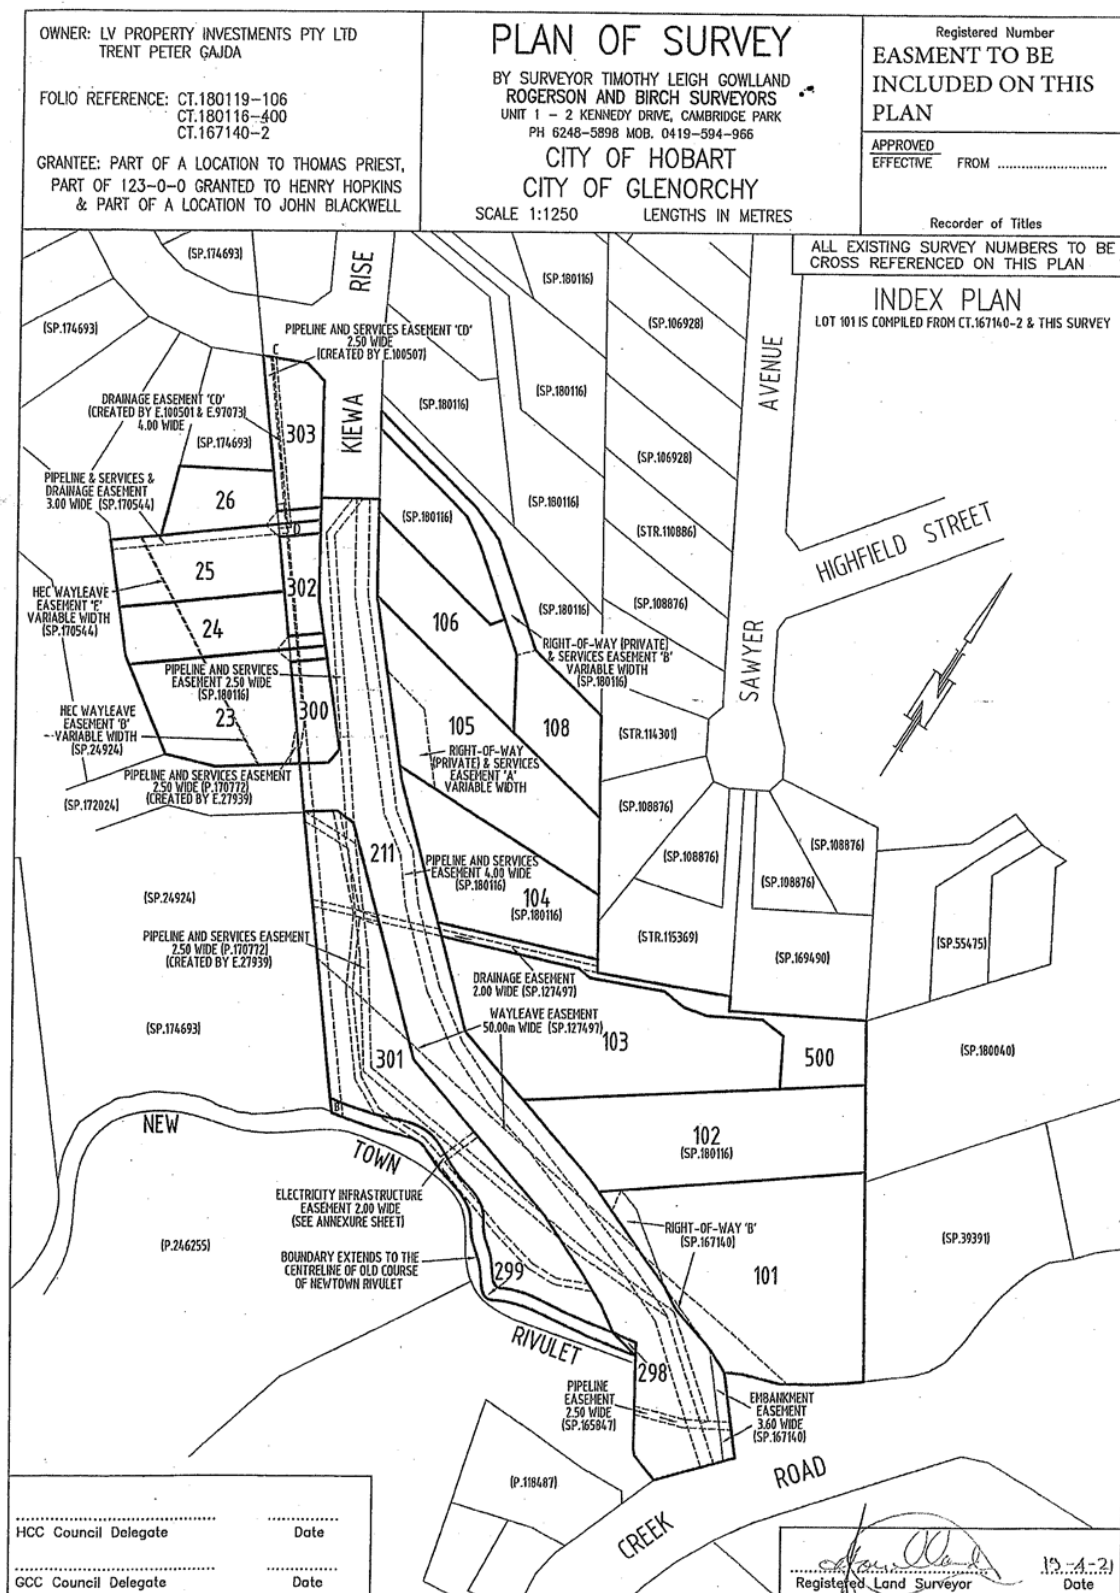 OWNER: LV PROPERTY INVESTMENTS PTY LTD
TRENT PETER GAJDA
FOLIO REFERENCE: CT.180119-106
CT.180116-400
CT.167140-2
GRANTEE: PART OF A LOCATION TO THOMAS PRIEST,
PART OF 123-0-0 GRANTED TO HENRY HOPKINS
& PART OF A LOCATION TO JOHN BLACKWELL
PLAN OF SURVEY
BY SURVEYOR TIMOTHY LEIGH GOWLLAND
ROGERSON AND BIRCH SURVEYORS
UNIT 1 - 2 KENNEDY DRIVE, CAMBRIDGE PARK
PH 6248-5898 MOB. 0419-594-966
CITY OF HOBART
CITY OF GLENORCHY
SCALE 1:1250 LENGTHS IN METRES
Registered Number
EASMENT TO BE
INCLUDED ON THIS
PLAN
APPROVED
EFFECTIVE FROM ..........................
Recorder of Titles
ALL EXISTING SURVEY NUMBERS TO BE
CROSS REFERENCED ON THIS PLAN
INDEX PLAN
LOT 101 IS COMPILED FROM CT.167140-2 & THIS SURVEY
(SP.174693)
KIEWA RISE
(SP.180116)
(SP.174693)
(SP.106928)
PIPELINE AND SERVICES EASEMENT 'CD'
2.50 WIDE
(CREATED BY E.100507)
C
AVENUE
DRAINAGE EASEMENT 'CD'
(CREATED BY E.100501 & E.97073)
4.00 WIDE
(SP.174693)
303
(SP.180116)
(SP.180116)
(SP.106928)
PIPELINE & SERVICES &
DRAINAGE EASEMENT
3.00 WIDE (SP.170544)
26
D
(SP.180116)
(SP.180116)
(STR.110886)
HIGHFIELD STREET
25
302
HEC WAYLEAVE
EASEMENT 'E'
VARIABLE WIDTH
(SP.170544)
24
106
(SP.180116)
(SP.108876)
SAWYER
RIGHT-OF-WAY (PRIVATE)
& SERVICES EASEMENT 'B'
VARIABLE WIDTH
(SP.180116)
PIPELINE AND SERVICES
EASEMENT 2.50 WIDE
(SP.180116)
HEC WAYLEAVE
EASEMENT 'B'
VARIABLE WIDTH
(SP.24924)
23
300
105
108
(STR.114301)
RIGHT-OF-WAY
(PRIVATE) & SERVICES
EASEMENT 'A'
VARIABLE WIDTH
PIPELINE AND SERVICES EASEMENT
2.50 WIDE (P.170772)
(CREATED BY E.27939)
(SP.172024)
(SP.108876)
(SP.108876)
(SP.108876)
(SP.108876)
211
PIPELINE AND SERVICES
EASEMENT 4.00 WIDE
(SP.180116)
104
(SP.180116)
(SP.24924)
(STR.115369)
(SP.169490)
(SP.55475)
PIPELINE AND SERVICES EASEMENT
2.50 WIDE (P.170772)
(CREATED BY E.27939)
DRAINAGE EASEMENT
2.00 WIDE (SP.127497)
WAYLEAVE EASEMENT
50.00m WIDE (SP.127497)
103
(SP.174693)
301
500
(SP.180040)
B
NEW
TOWN
102
(SP.180116)
ELECTRICITY INFRASTRUCTURE
EASEMENT 2.00 WIDE
(SEE ANNEXURE SHEET)
RIGHT-OF-WAY 'B'
(SP.167140)
(P.246255)
(SP.39391)
BOUNDARY EXTENDS TO THE
CENTRELINE OF OLD COURSE
OF NEWTOWN RIVULET
299
101
RIVULET
298
PIPELINE
EASEMENT
2.50 WIDE
(SP.165847)
EMBANKMENT
EASEMENT
3.60 WIDE
(SP.167140)
(P.118487)
CREEK ROAD
HCC Council Delegate Date
GCC Council Delegate Date
19-4-21
Registered Land Surveyor Date